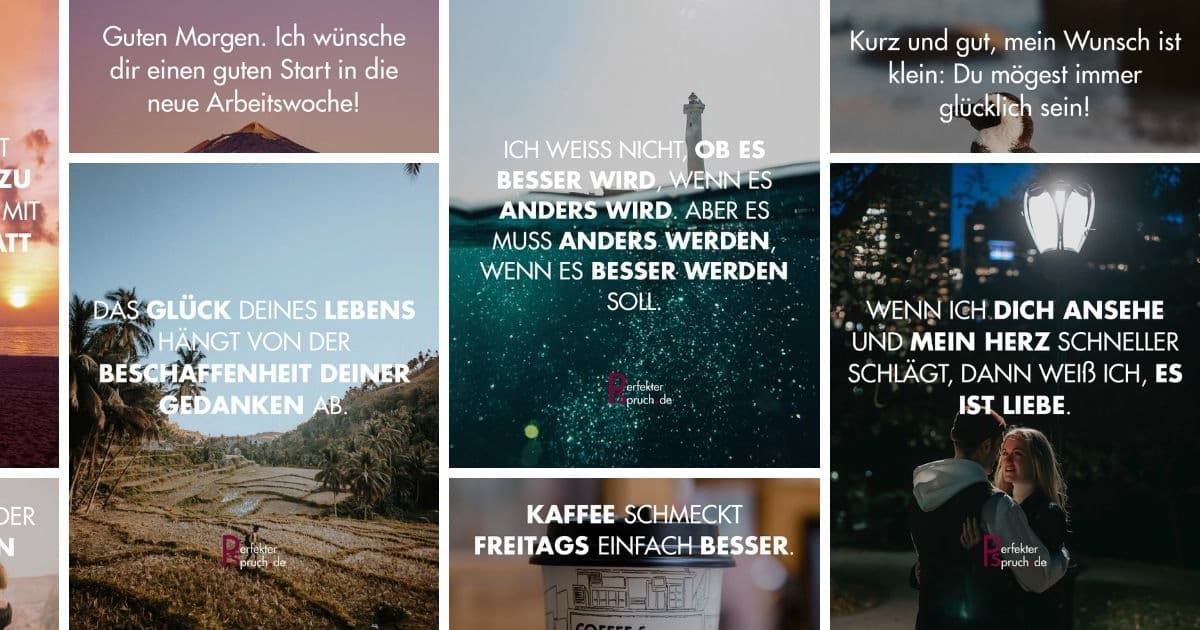 T
ZU
MIT
ATT
DER
N
Guten Morgen. Ich wünsche
dir einen guten Start in die
neue Arbeitswoche!
DAS GLÜCK DEINES LEBENS
HÄNGT VON DER
BESCHAFFENHEIT DEINER
GEDANKEN AB.
Perfekter
Spruch.de
ICH WEISS NICHT, OB ES
BESSER WIRD, WENN ES
ANDERS WIRD. ABER ES
MUSS ANDERS WERDEN,
WENN ES BESSER WERDEN
SOLL.
Perfekter
Spruch.de
KAFFEE SCHMECKT
FREITAGS EINFACH BESSER.
COFFEE &
Kurz und gut, mein Wunsch ist
klein: Du mögest immer
glücklich sein!
WENN ICH DICH ANSEHE
UND MEIN HERZ SCHNELLER
SCHLÄGT, DANN WEIß ICH, ES
IST LIEBE.
Perfekter
Spruch.de